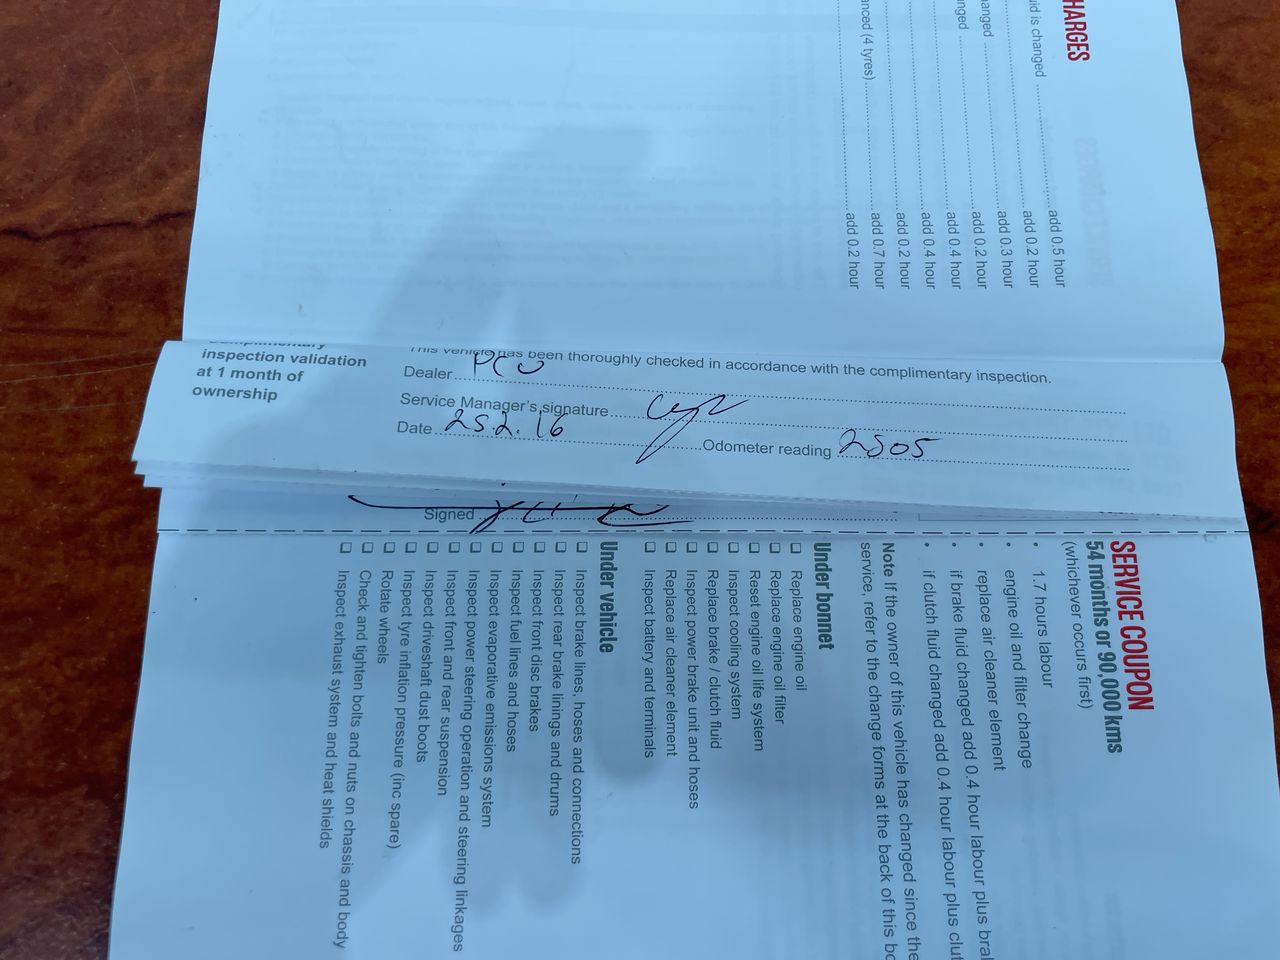 HARGES
id is changed add 0.5 hour
add 0.2 hour
add 0.3 hour
hanged add 0.2 hour
nged add 0.4 hour
add 0.4 hour
add 0.2 hour
anced (4 tyres) add 0.7 hour
add 0.2 hour
inspection validation
at 1 month of
ownership
This vehicle has been thoroughly checked in accordance with the complimentary inspection.
Dealer PCU
Service Manager's signature
Date 25.2.16 Odometer reading 2505
Signed
SERVICE COUPON
54 months or 90,000 kms
(whichever occurs first)
• 1.7 hours labour
• engine oil and filter change
• replace air cleaner element
• if brake fluid changed add 0.4 hour labour plus bra
• if clutch fluid changed add 0.4 hour labour plus clut
Note If the owner of this vehicle has changed since the
service, refer to the change forms at the back of this bo
Under bonnet
❑ Replace engine oil
❑ Replace engine oil filter
❑ Reset engine oil life system
❑ Inspect cooling system
❑ Replace brake / clutch fluid
❑ Inspect power brake unit and hoses
❑ Replace air cleaner element
❑ Inspect battery and terminals
Under vehicle
❑ Inspect brake lines, hoses and connections
❑ Inspect rear brake linings and drums
❑ Inspect front disc brakes
❑ Inspect fuel lines and hoses
❑ Inspect evaporative emissions system
❑ Inspect power steering operation and steering linkages
❑ Inspect front and rear suspension
❑ Inspect driveshaft dust boots
❑ Inspect tyre inflation pressure (inc spare)
❑ Rotate wheels
❑ Check and tighten bolts and nuts on chassis and body
❑ Inspect exhaust system and heat shields